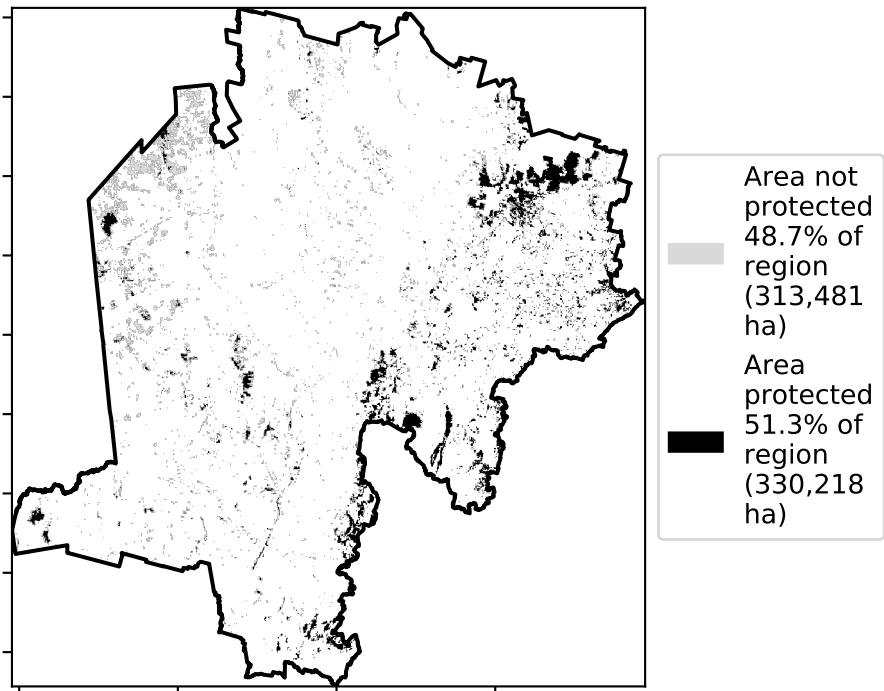 Area not
protected
48.7% of
region
(313,481
ha)
Area
protected
51.3% of
region
(330,218
ha)